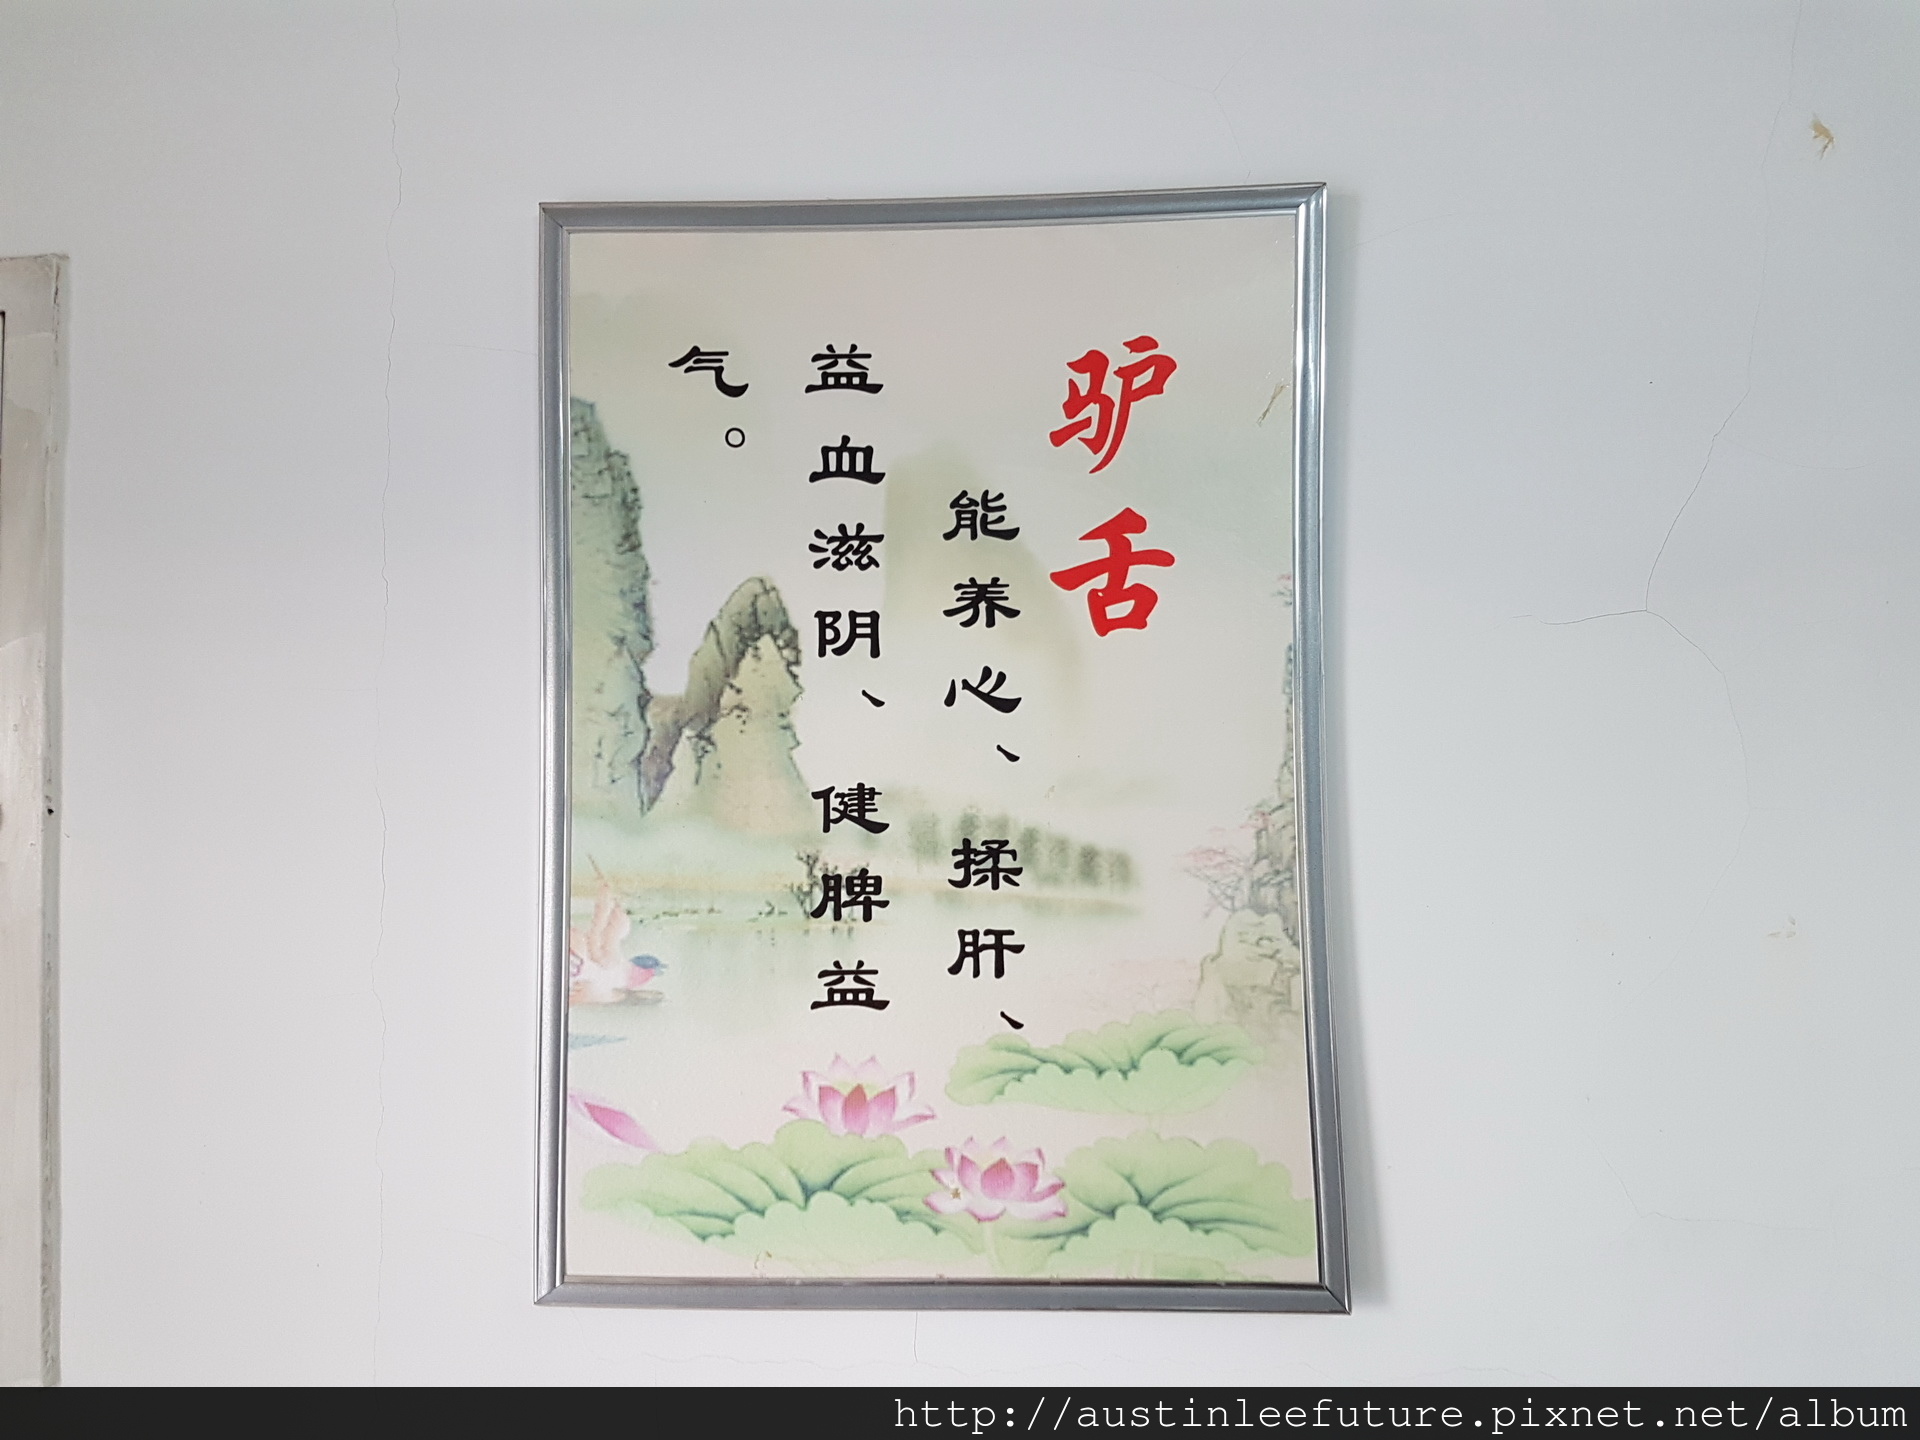 驴舌
能养心、揉肝、
益血滋阴、健脾益
气。
http://austinleefuture.pixnet.net/album